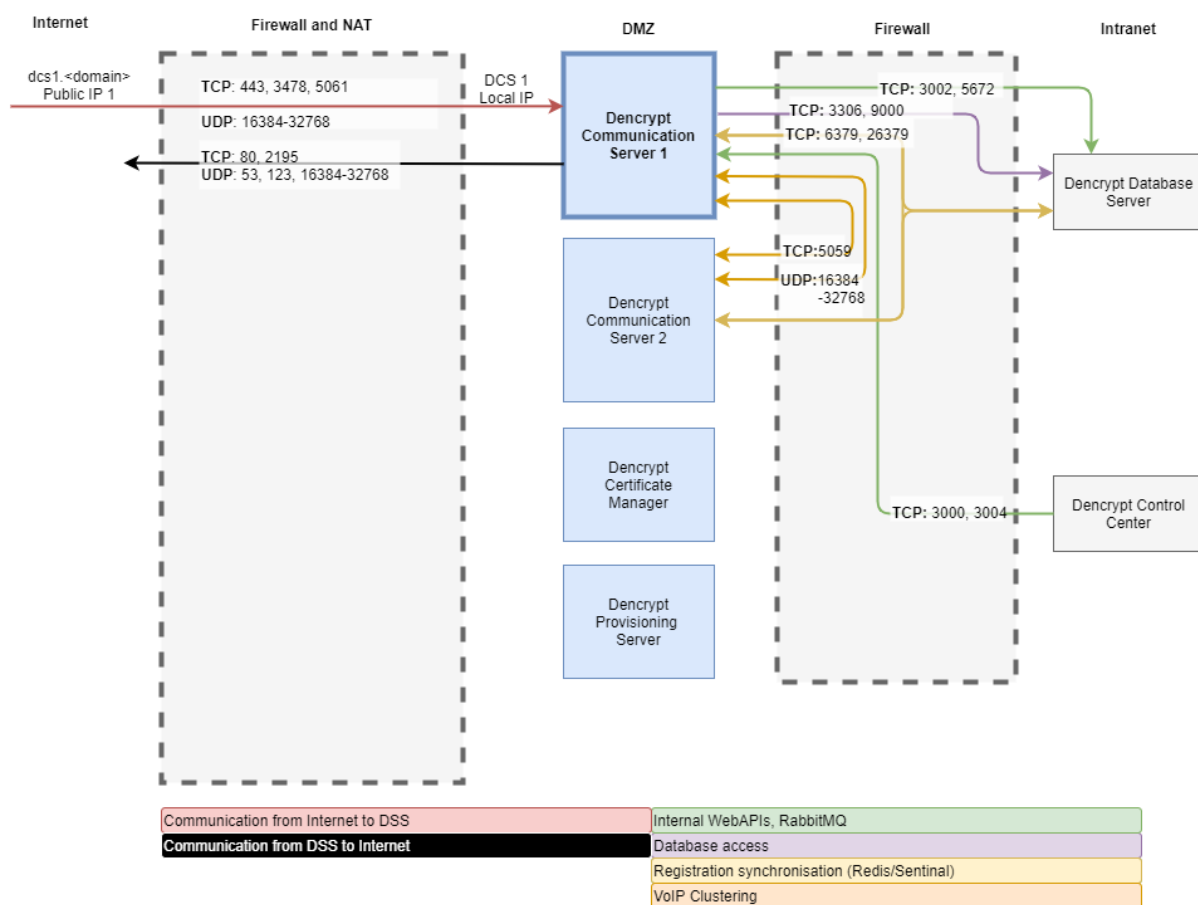 Internet
Firewall and NAT
DMZ
Firewall
Intranet
dcs1.<domain>
Public IP 1
TCP: 443, 3478, 5061
UDP: 16384-32768
DCS 1
Local IP
TCP: 80, 2195
UDP: 53, 123, 16384-32768
Dencrypt
Communication
Server 1
TCP: 3002, 5672
TCP: 3306, 9000
TCP: 6379, 26379
Dencrypt Database
Server
TCP:5059
UDP:16384
-32768
Dencrypt
Communication
Server 2
Dencrypt
Certificate
Manager
TCP: 3000, 3004
Dencrypt Control
Center
Dencrypt
Provisioning
Server
Communication from Internet to DSS
Communication from DSS to Internet
Internal WebAPIs, RabbitMQ
Database access
Registration synchronisation (Redis/Sentinal)
VoIP Clustering